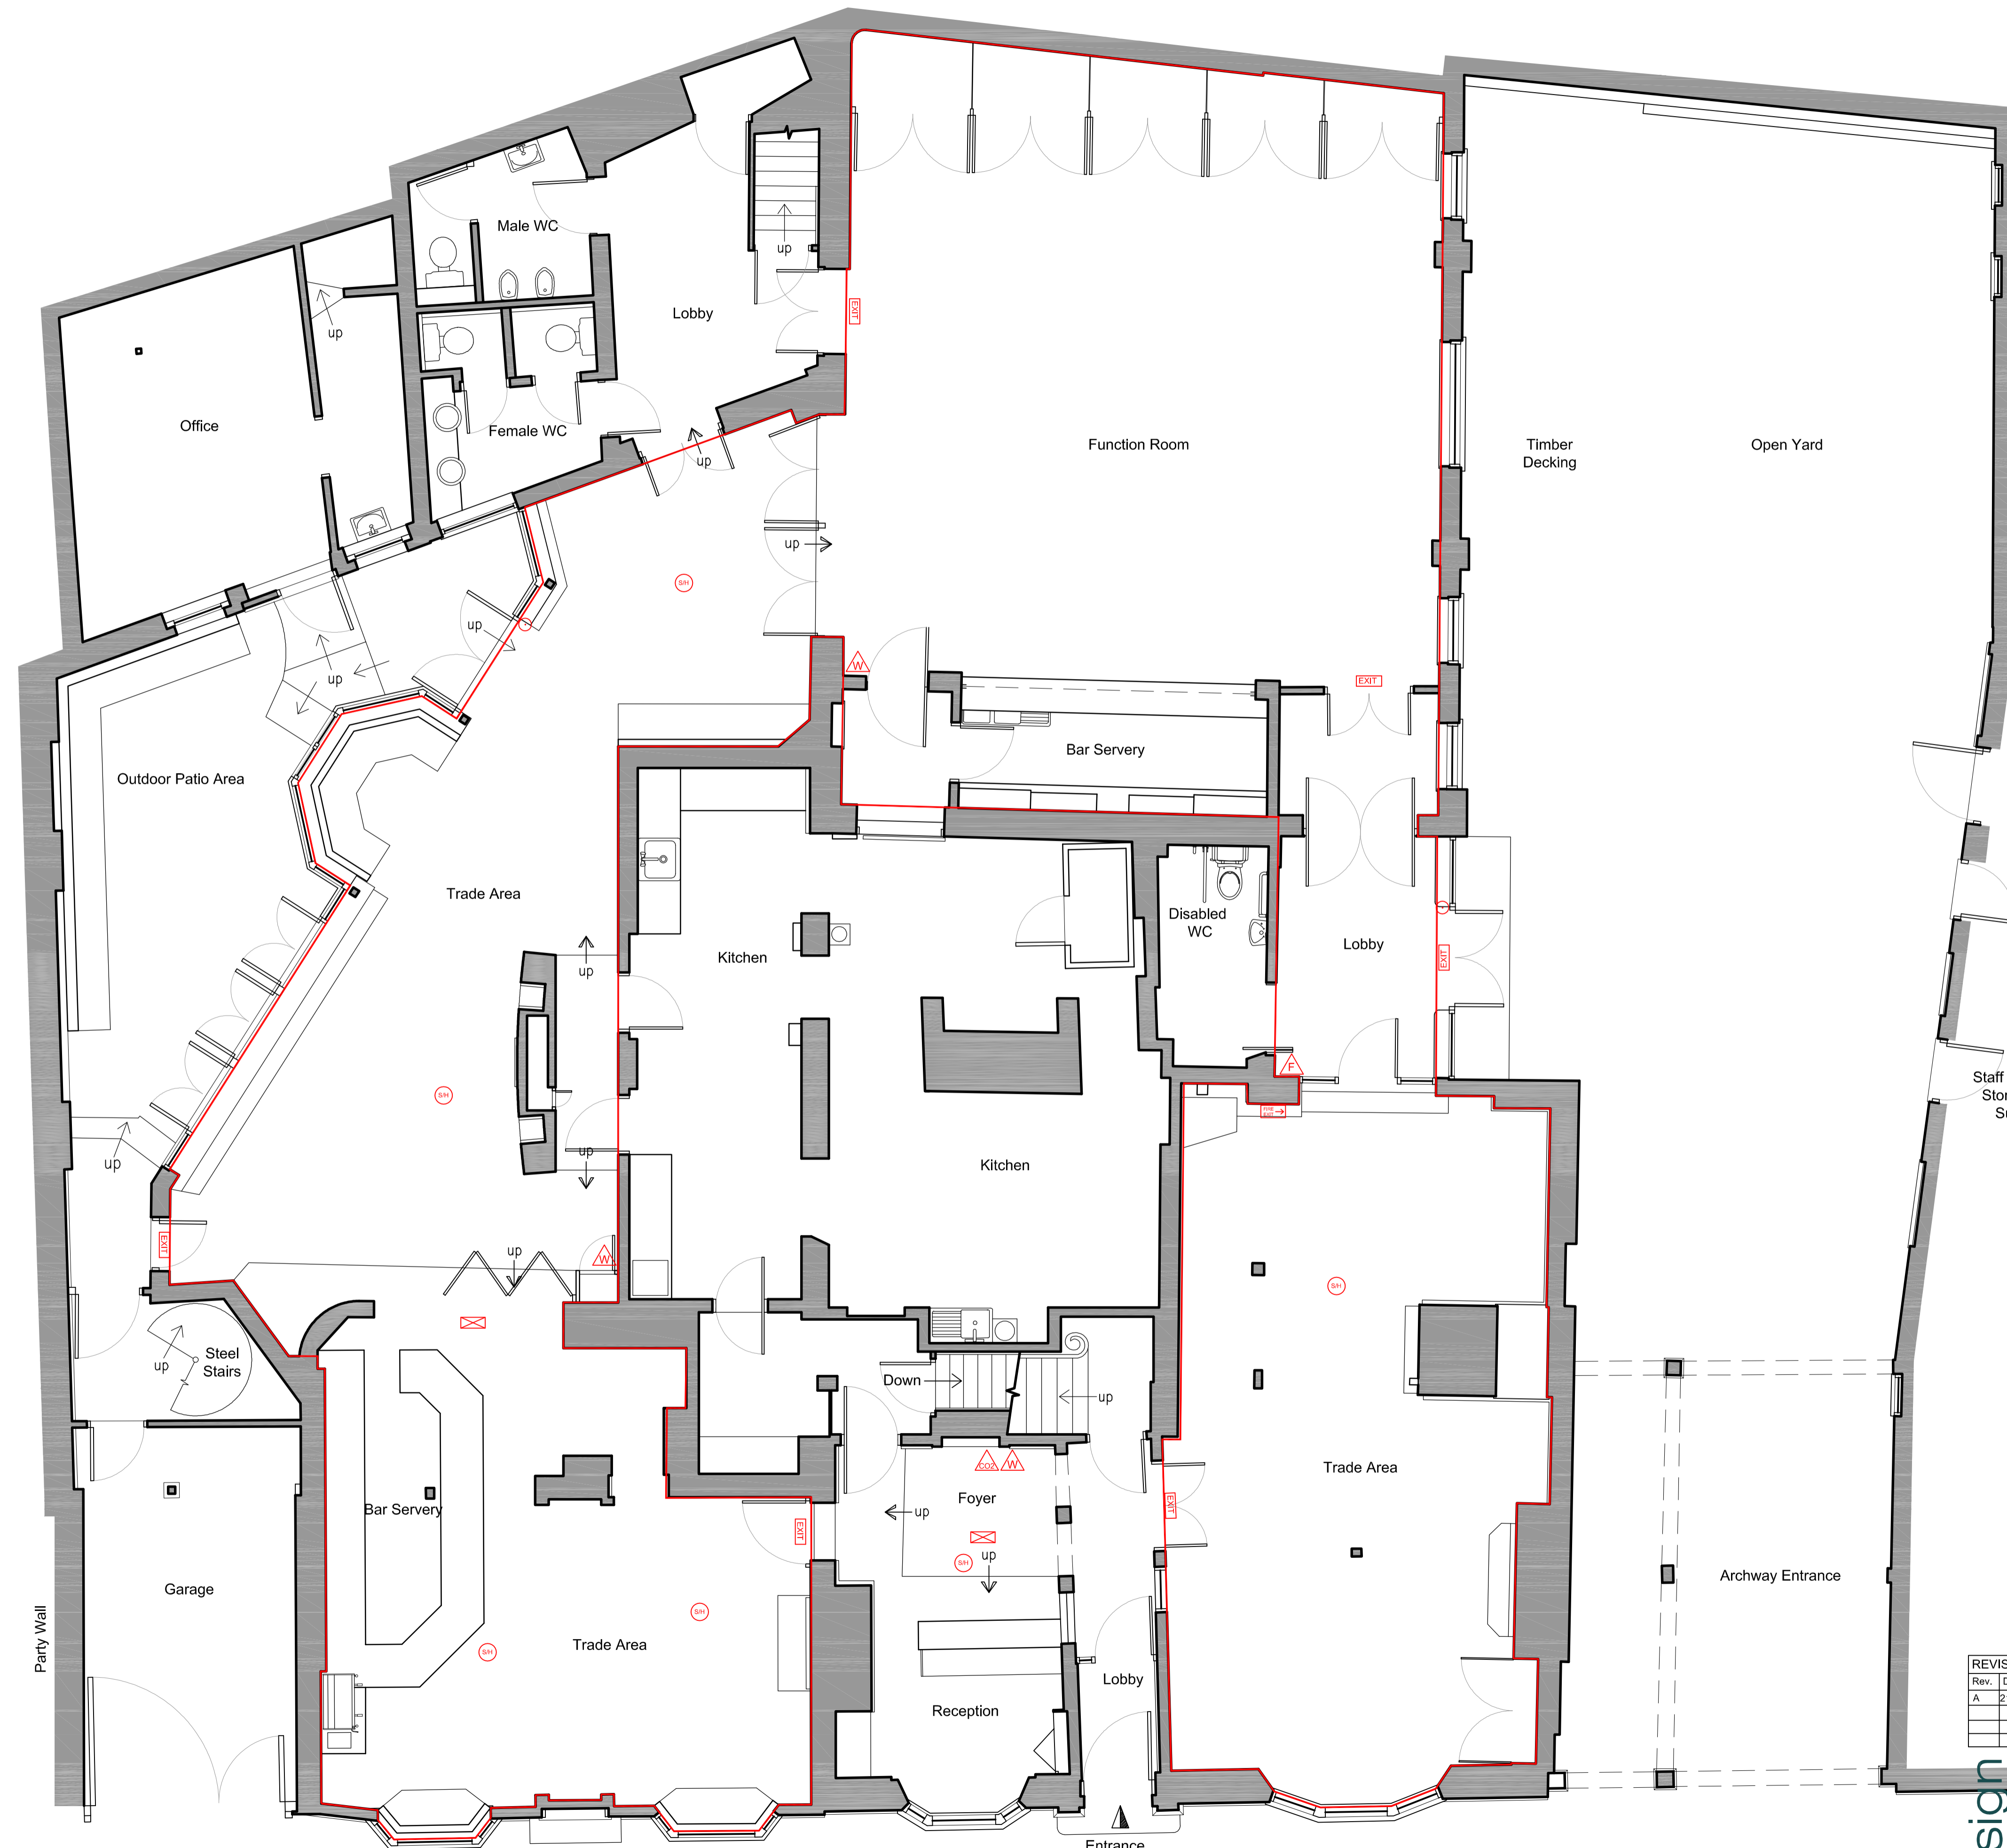 Male WC
up
Lobby
EXIT
up
Office
Female WC
up
Function Room
Timber
Decking
Open Yard
up
S/H
up
up
W
EXIT
Bar Servery
Outdoor Patio Area
Trade Area
Disabled
WC
Lobby
EXIT
Kitchen
up
F
FIRE
EXIT
S/H
up
up
Kitchen
Staff
EXIT
up
W
S/H
Steel
Stairs
up
Down
up
Trade Area
CO2
W
Foyer
EXIT
EXIT
up
Bar Servery
S/H
up
Garage
Archway Entrance
S/H
Party Wall
Trade Area
S/H
Lobby
Reception
Rev.
A
Entrance